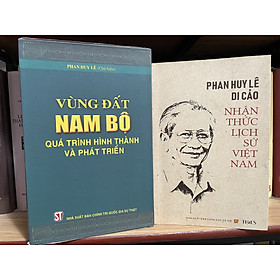 PHAN HUY LÊ (Chủ biên)
VÙNG ĐẤT
NAM BỘ
QUÁ TRÌNH HÌNH THÀNH
VÀ PHÁT TRIỂN
ST
NHÀ XUẤT BẢN CHÍNH TRỊ QUỐC GIA SỰ THẬT
PHAN HUY LÊ
DI CẢO
NHẬN
THỨC
LỊCH
SỬ
VIỆT
NAM